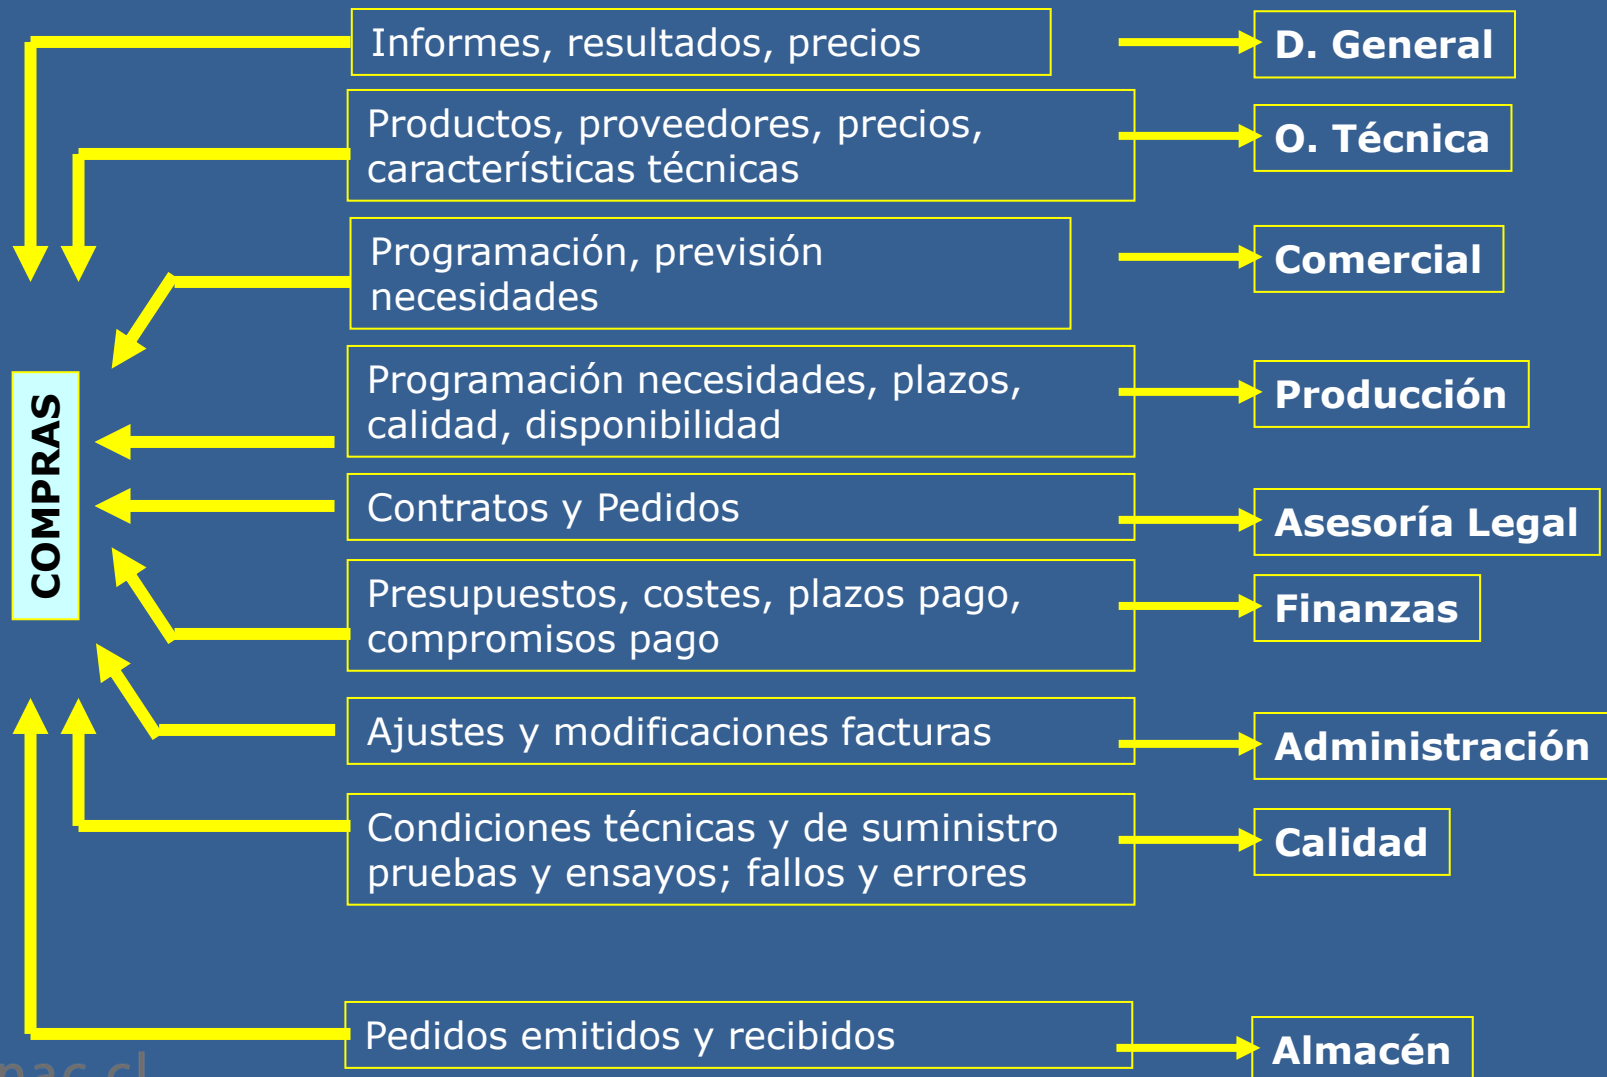 Informes, resultados, precios
D. General
Productos, proveedores, precios,
características técnicas
O. Técnica
Programación, previsión
necesidades
Comercial
COMPRAS
Programación necesidades, plazos,
calidad, disponibilidad
Producción
Contratos y Pedidos
Asesoría Legal
Presupuestos, costes, plazos pago,
compromisos pago
Finanzas
Ajustes y modificaciones facturas
Administración
Condiciones técnicas y de suministro
pruebas y ensayos; fallos y errores
Calidad
Pedidos emitidos y recibidos
Almacén